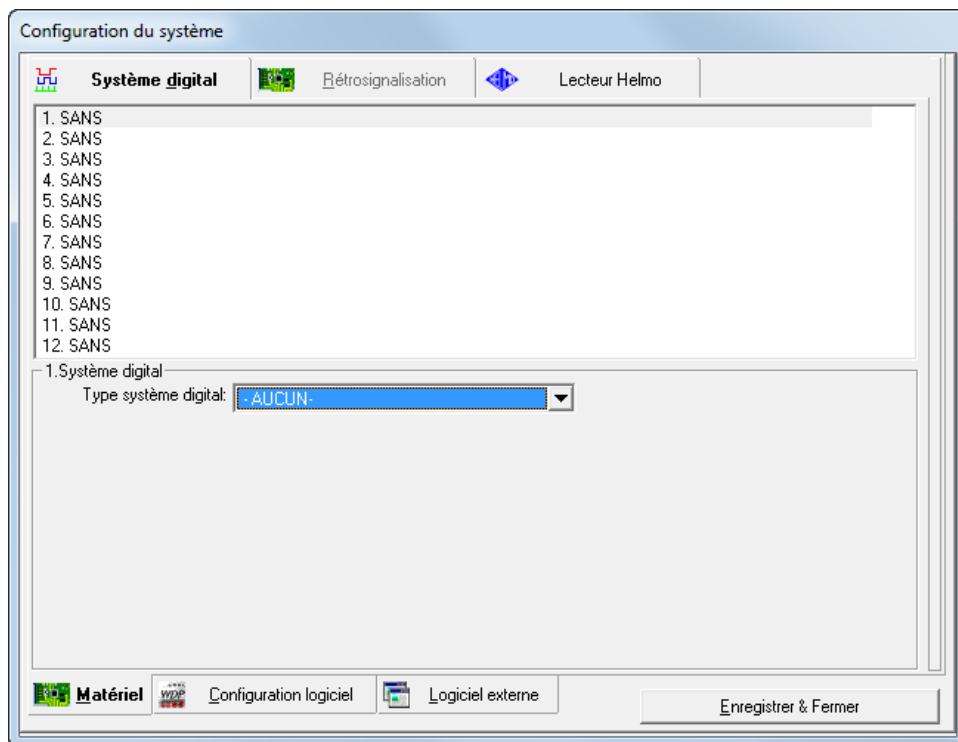 Configuration du système
Système digital
Rétrosignalisation
Lecteur Helmo
1. SANS
2. SANS
3. SANS
4. SANS
5. SANS
6. SANS
7. SANS
8. SANS
9. SANS
10. SANS
11. SANS
12. SANS
1.Système digital
Type système digital:
- AUCUN-
Matériel
WDP
Configuration logiciel
Logiciel externe
Enregistrer & Fermer